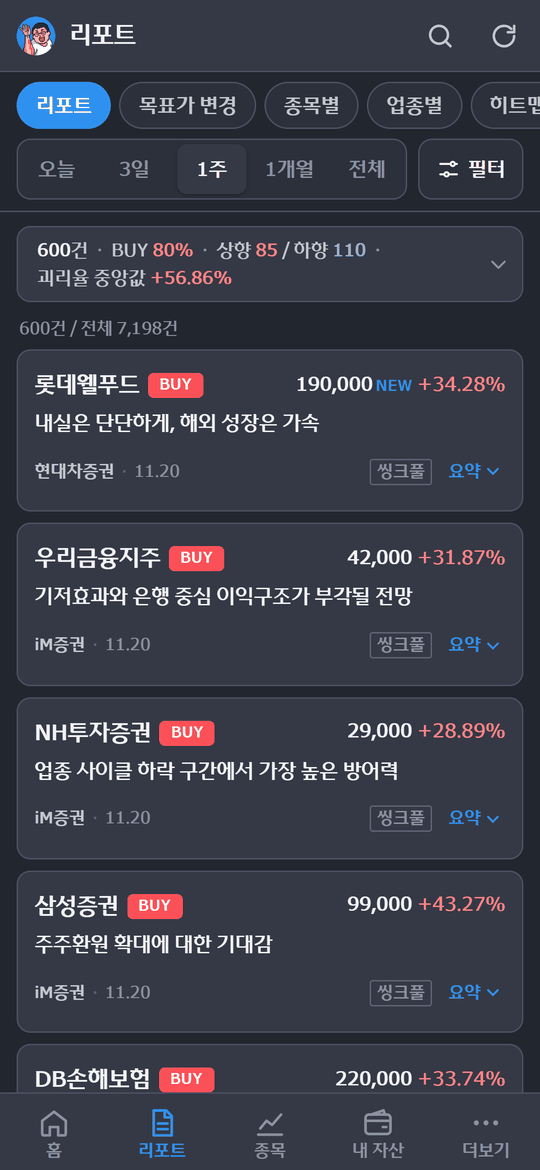 리포트
리포트 목표가 변경 종목별 업종별 히트맵
오늘 3일 1주 1개월 전체 필터
600건 · BUY 80% · 상향 85 / 하향 110 ·
괴리율 중앙값 +56.86%
600건 / 전체 7,198건
롯데웰푸드 BUY 190,000 NEW +34.28%
내실은 단단하게, 해외 성장은 가속
현대차증권 · 11.20 씽크풀 요약
우리금융지주 BUY 42,000 +31.87%
기저효과와 은행 중심 이익구조가 부각될 전망
iM증권 · 11.20 씽크풀 요약
NH투자증권 BUY 29,000 +28.89%
업종 사이클 하락 구간에서 가장 높은 방어력
iM증권 · 11.20 씽크풀 요약
삼성증권 BUY 99,000 +43.27%
주주환원 확대에 대한 기대감
iM증권 · 11.20 씽크풀 요약
DB손해보험 BUY 220,000 +33.74%
홈 리포트 종목 내 자산 더보기